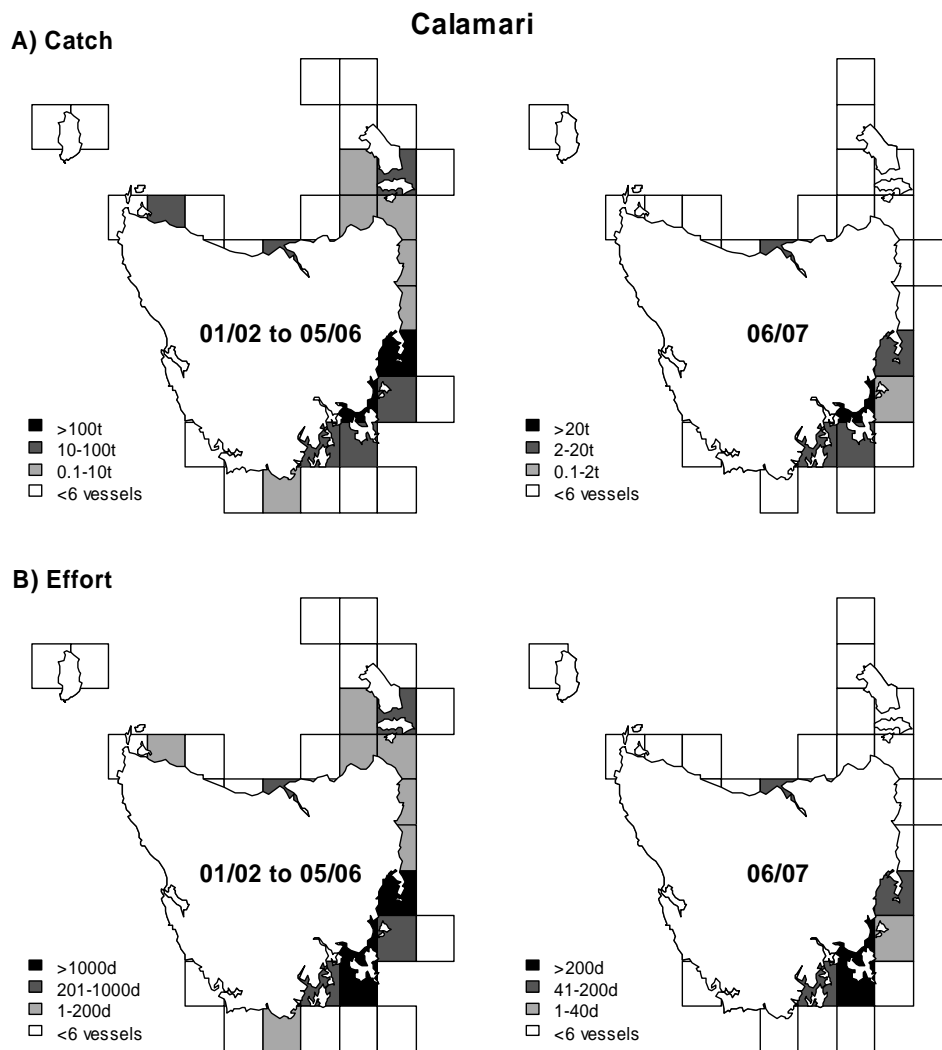 Calamari
A) Catch
01/02 to 05/06
>100t
10-100t
0.1-10t
<6 vessels
06/07
>20t
2-20t
0.1-2t
<6 vessels
B) Effort
01/02 to 05/06
>1000d
201-1000d
1-200d
<6 vessels
06/07
>200d
41-200d
1-40d
<6 vessels